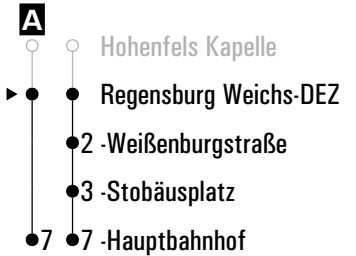 A
Hohenfels Kapelle
Regensburg Weichs-DEZ
2 -Weißenburgstraße
3 -Stobäusplatz
7 7 -Hauptbahnhof